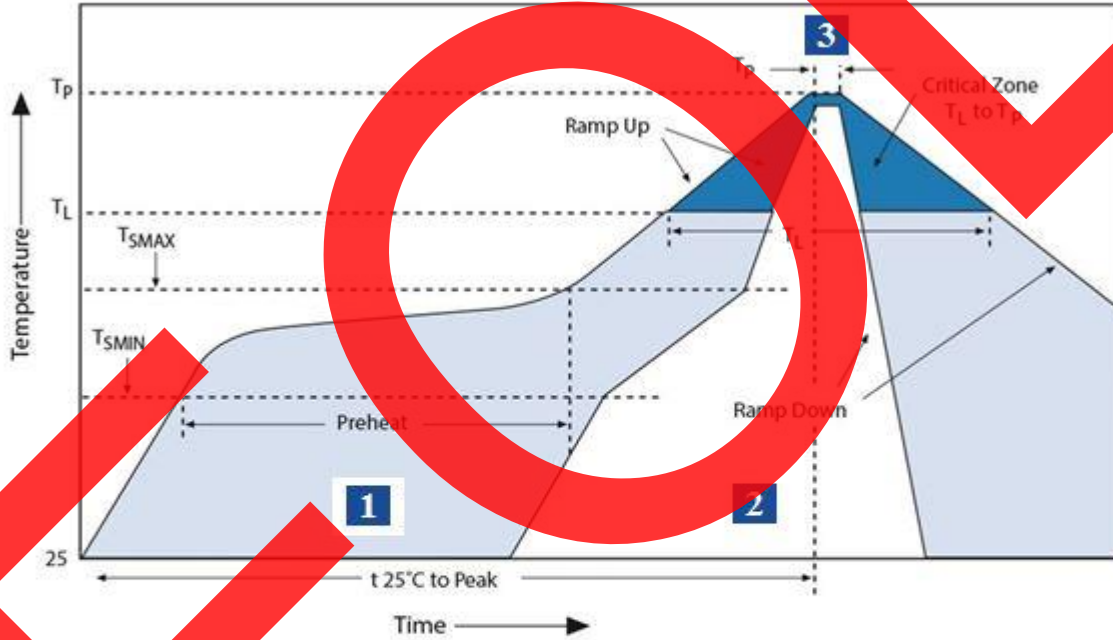 3
Tp
Tp
Critical Zone
TL to Tp
Ramp Up
TL
TSMAX
TL
Temperature
TSMIN
Preheat
Ramp Down
1
2
25
t 25°C to Peak
Time